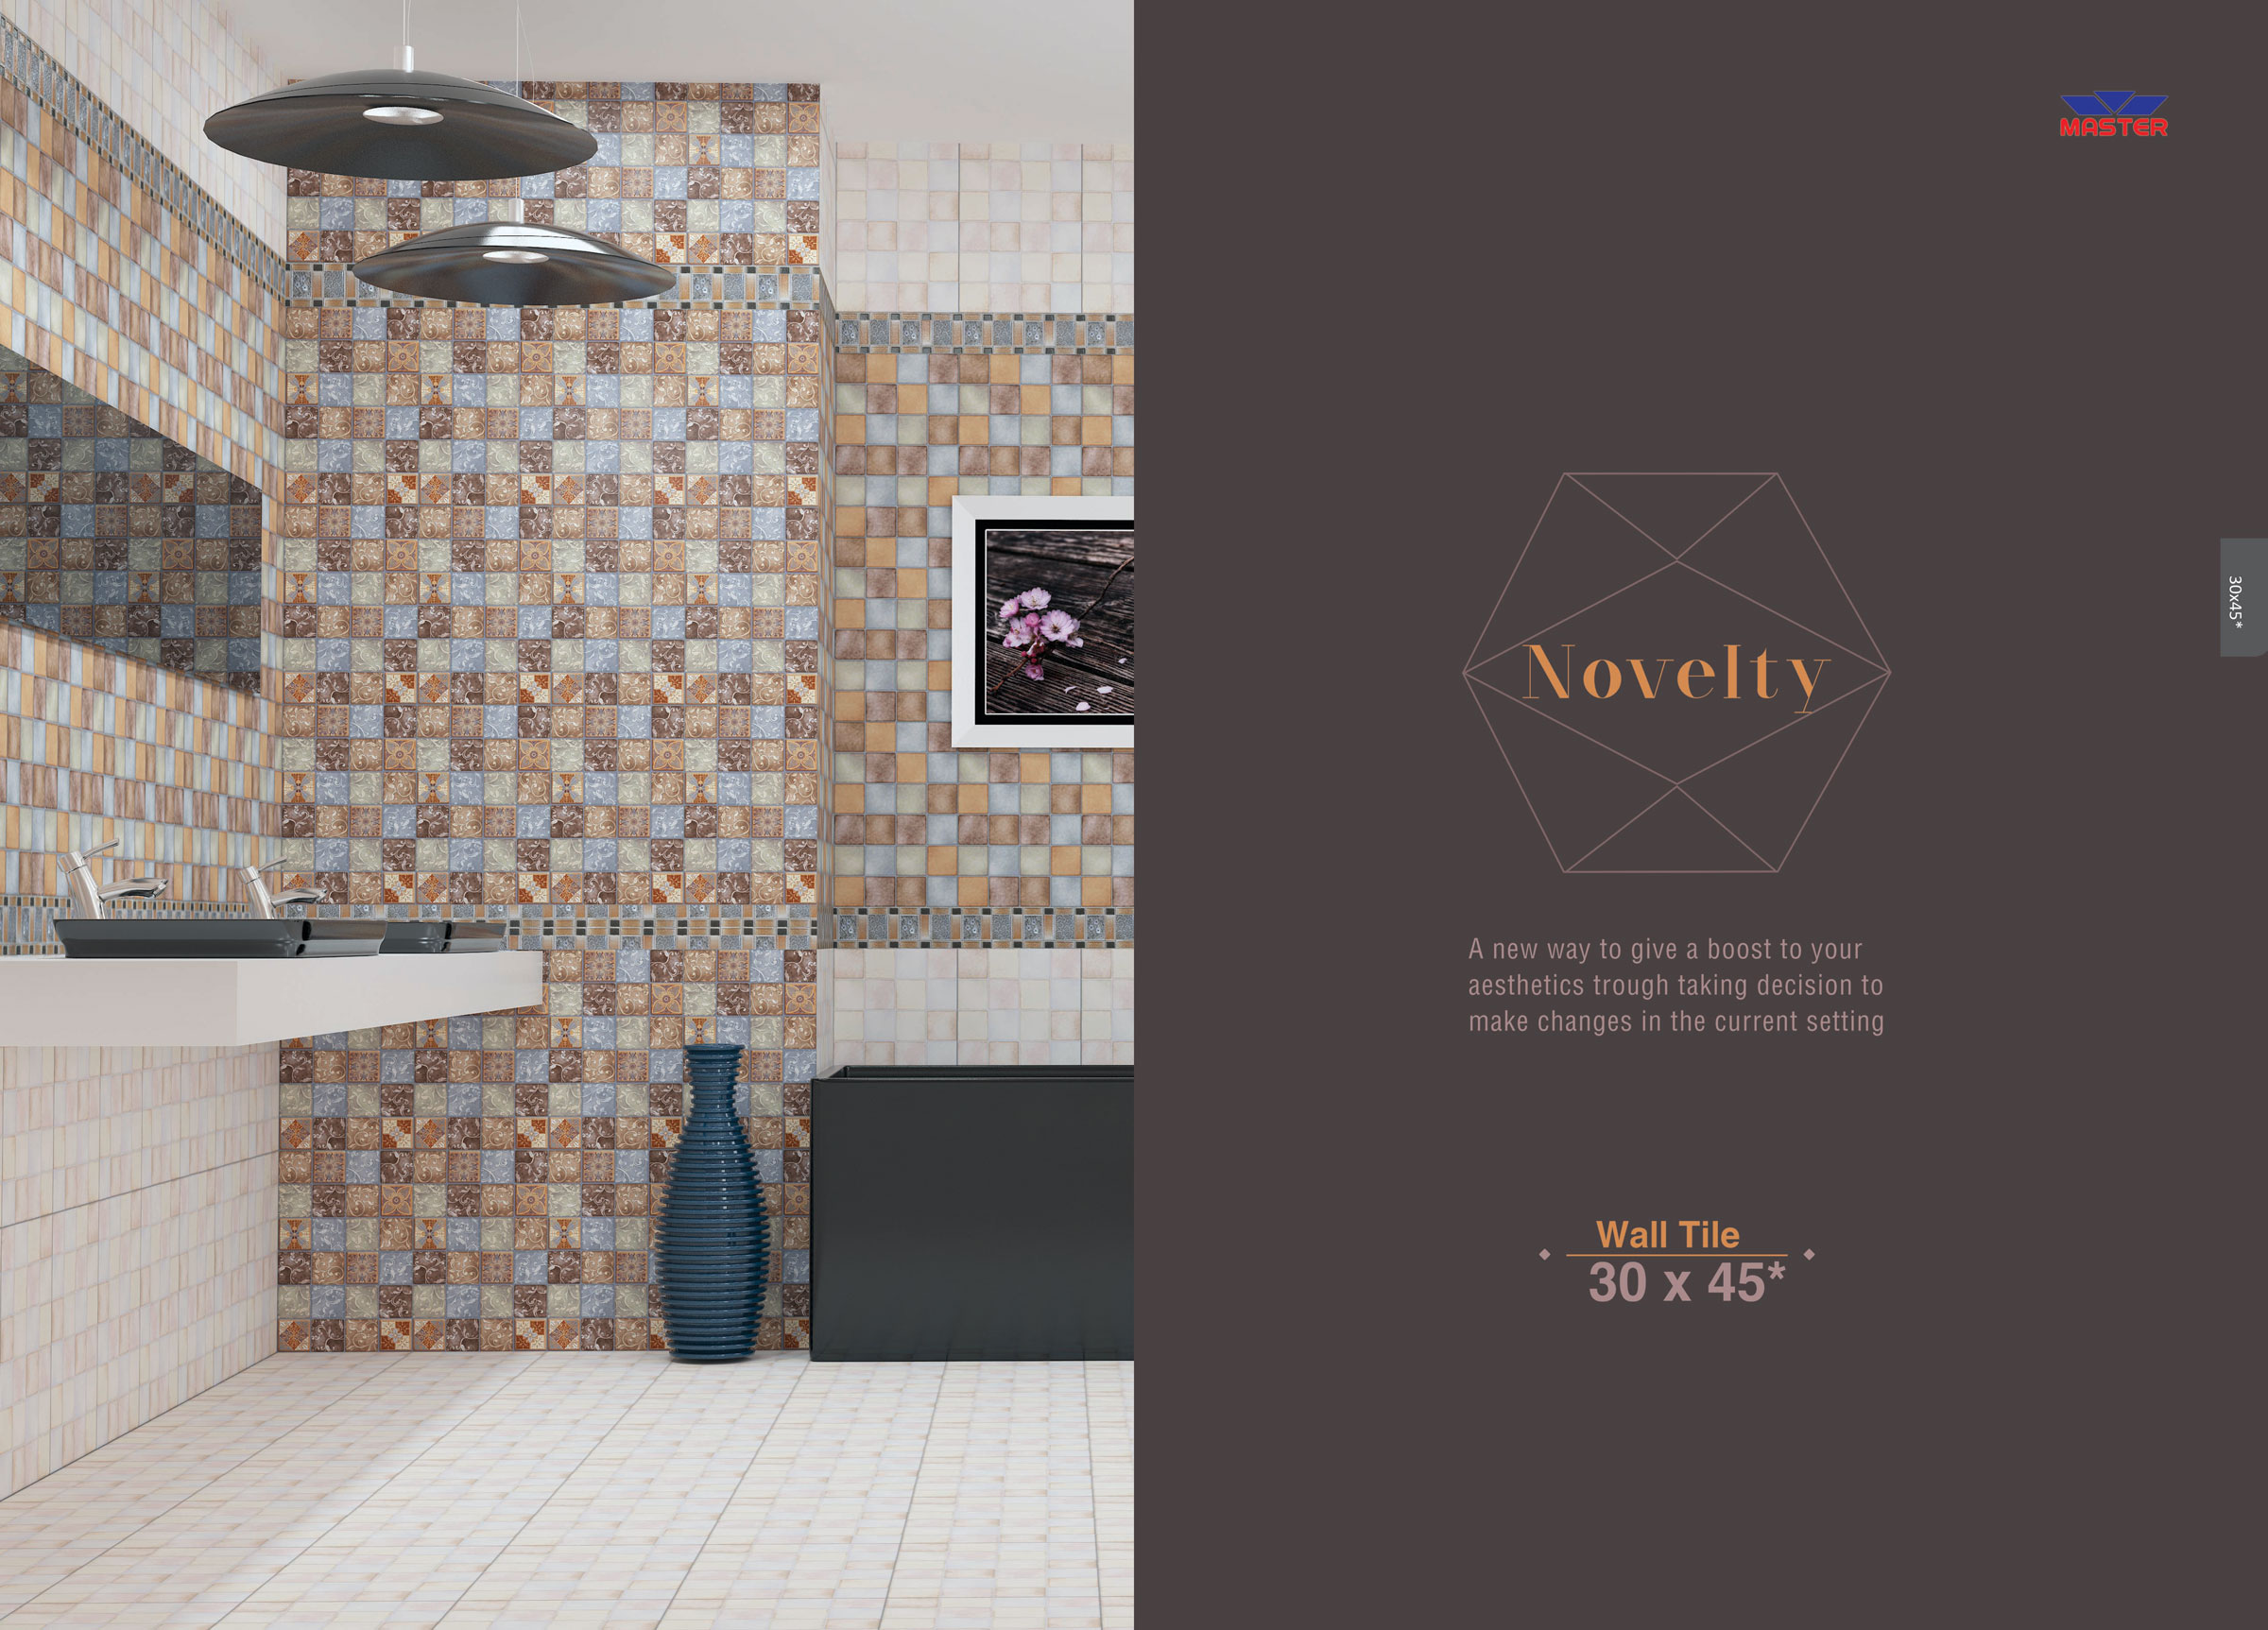 MASTER
30x45*
Novelty
A new way to give a boost to your
aesthetics trough taking decision to
make changes in the current setting
Wall Tile
30 x 45*